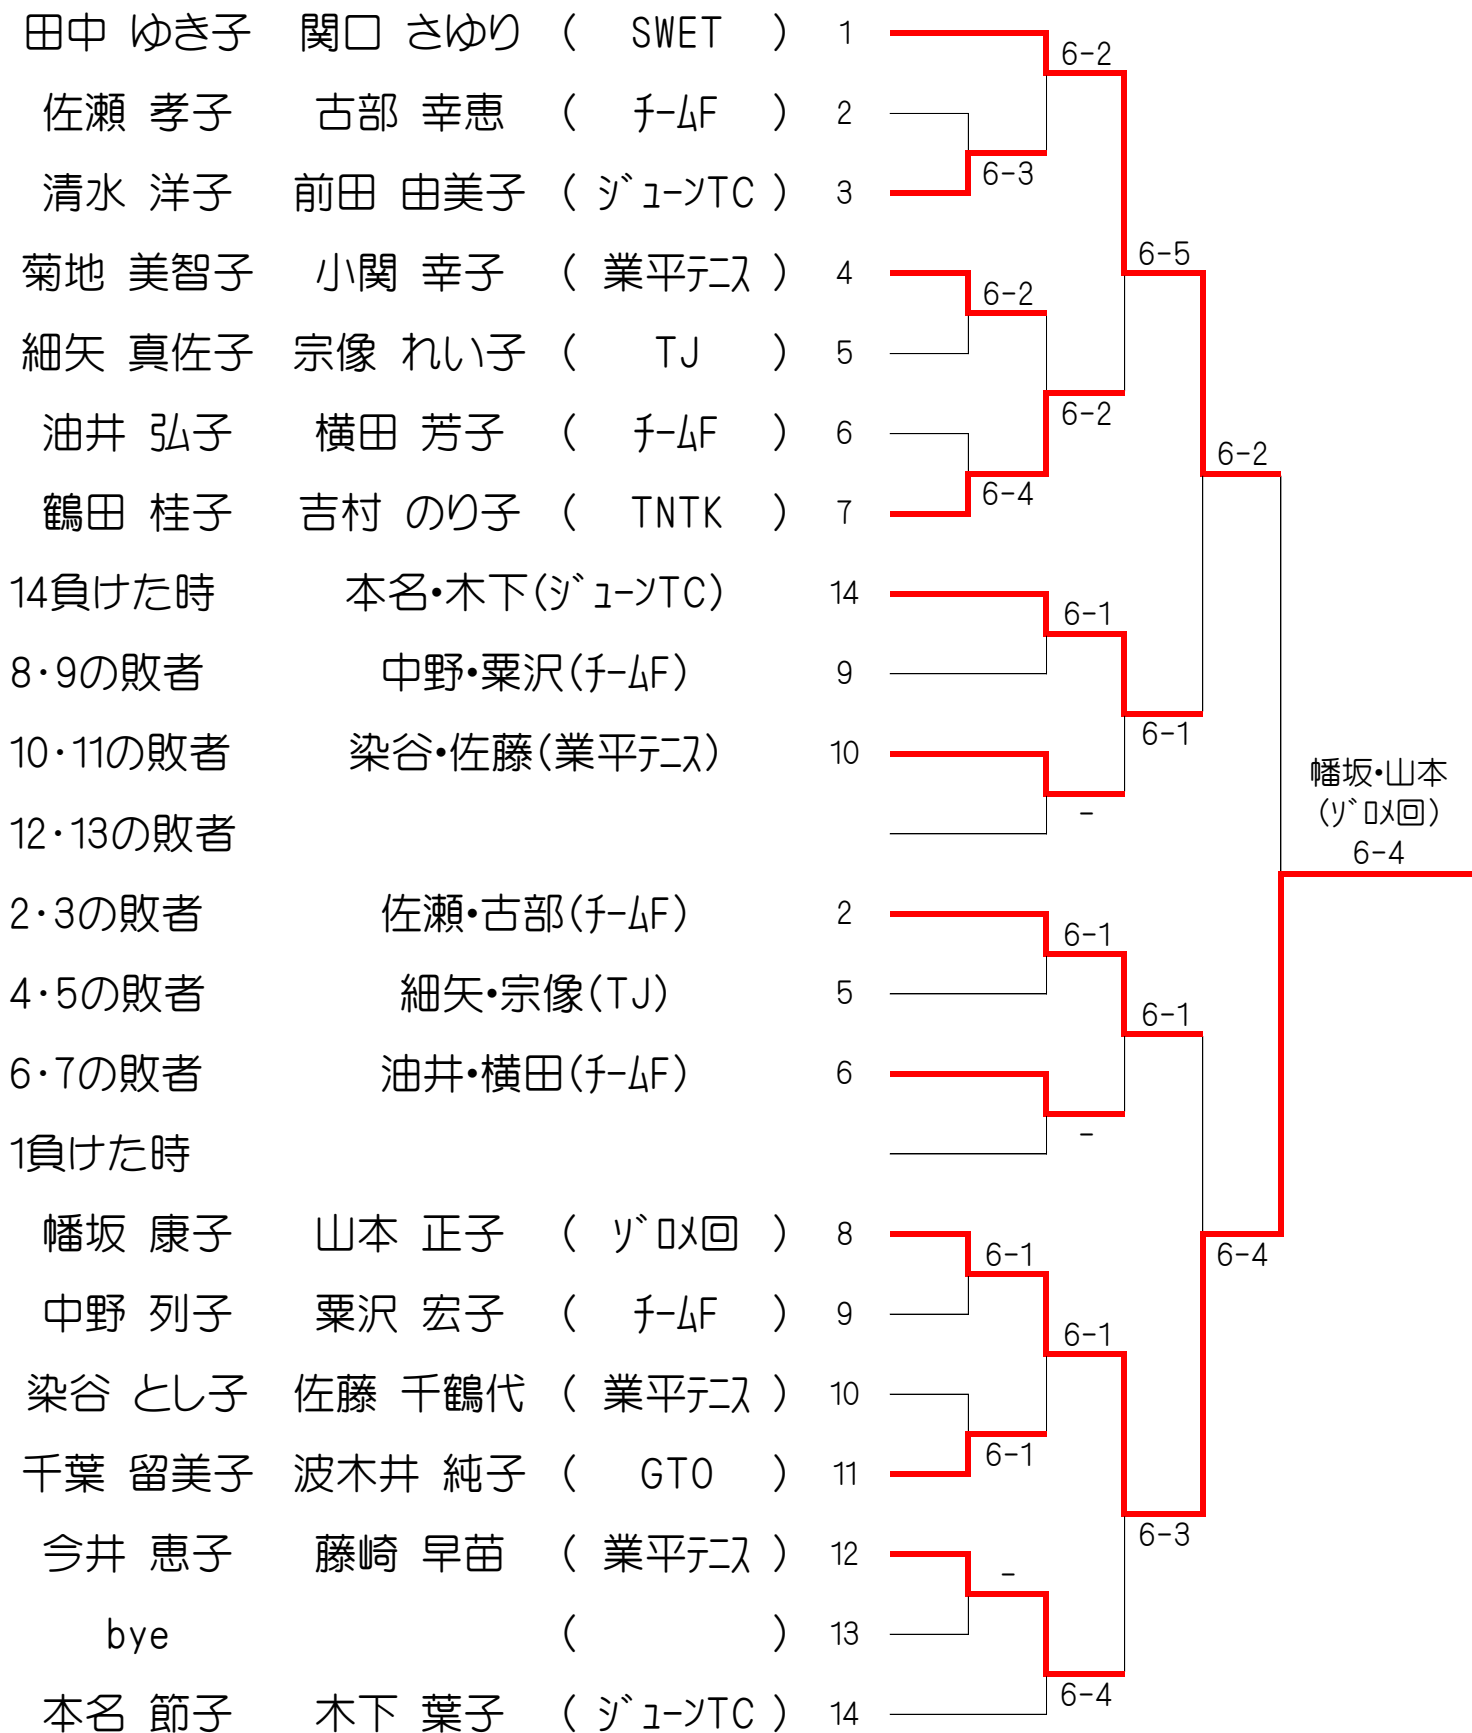 田中 ゆき子 関口 さゆり ( SWET ) 1
6-2
佐瀬 孝子 古部 幸恵 ( ﾁｰﾑF ) 2
6-3
清水 洋子 前田 由美子 ( ｼﾞｭｰﾝTC ) 3
6-5
菊地 美智子 小関 幸子 ( 業平ﾃﾆｽ ) 4
6-2
細矢 真佐子 宗像 れい子 ( TJ ) 5
6-2
油井 弘子 横田 芳子 ( ﾁｰﾑF ) 6
6-2
6-4
鶴田 桂子 吉村 のり子 ( TNTK ) 7
14負けた時 本名・木下(ｼﾞｭｰﾝTC) 14
6-1
8・9の敗者 中野・粟沢(ﾁｰﾑF) 9
6-1
10・11の敗者 染谷・佐藤(業平ﾃﾆｽ) 10
-
12・13の敗者
幡坂・山本
(ｿﾞﾛﾒ回)
6-4
2・3の敗者 佐瀬・古部(ﾁｰﾑF) 2
6-1
4・5の敗者 細矢・宗像(TJ) 5
6-1
6・7の敗者 油井・横田(ﾁｰﾑF) 6
-
1負けた時
幡坂 康子 山本 正子 ( ｿﾞﾛﾒ回 ) 8
6-1
6-4
中野 列子 粟沢 宏子 ( ﾁｰﾑF ) 9
6-1
染谷 とし子 佐藤 千鶴代 ( 業平ﾃﾆｽ ) 10
6-1
千葉 留美子 波木井 純子 ( GTO ) 11
6-3
今井 恵子 藤崎 早苗 ( 業平ﾃﾆｽ ) 12
-
bye ( ) 13
6-4
本名 節子 木下 葉子 ( ｼﾞｭｰﾝTC ) 14